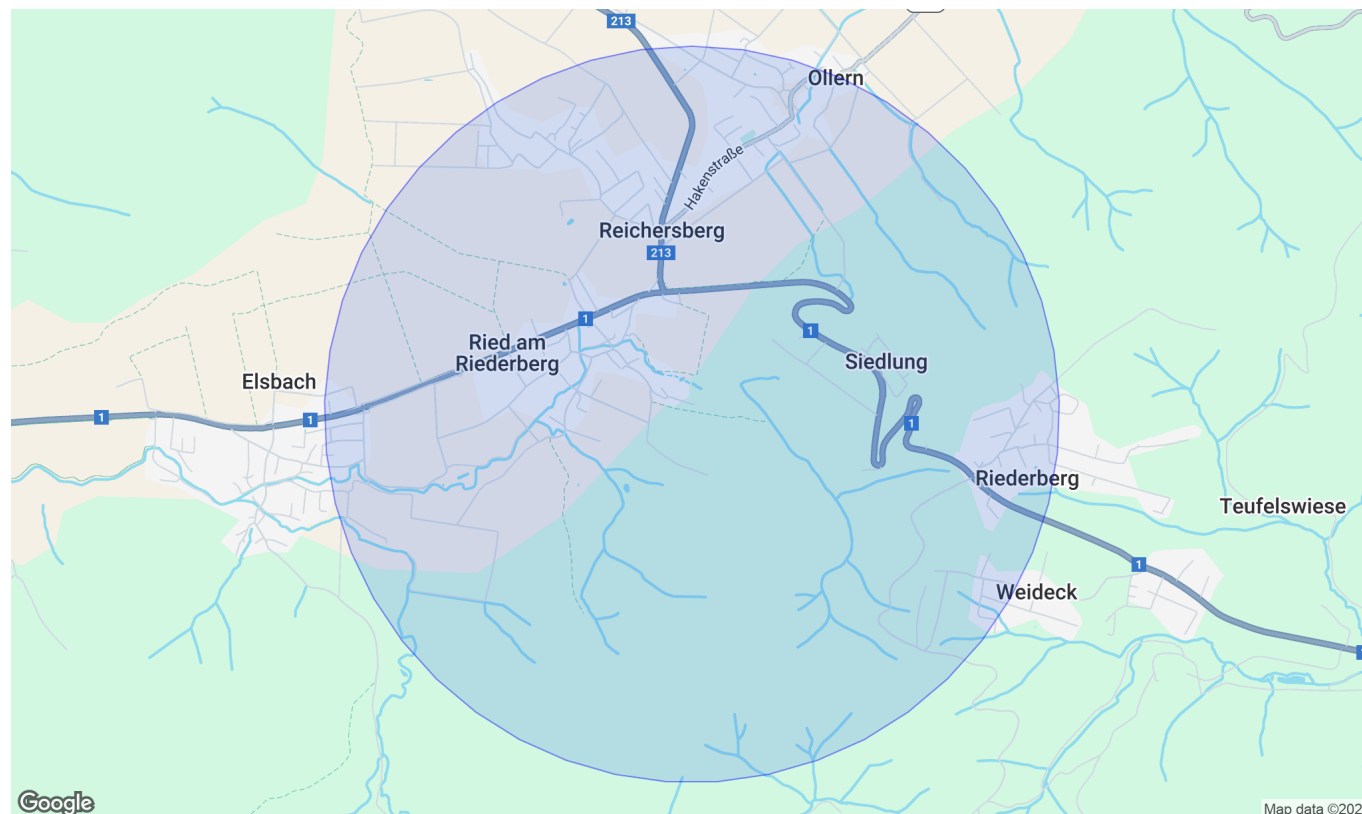 213
Ollern
Hakenstraße
Reichersberg
213
1
1
Ried am
Riederberg
Siedlung
Elsbach
1
1
1
Riederberg
Teufelswiese
1
Weideck
Google
Map data ©202